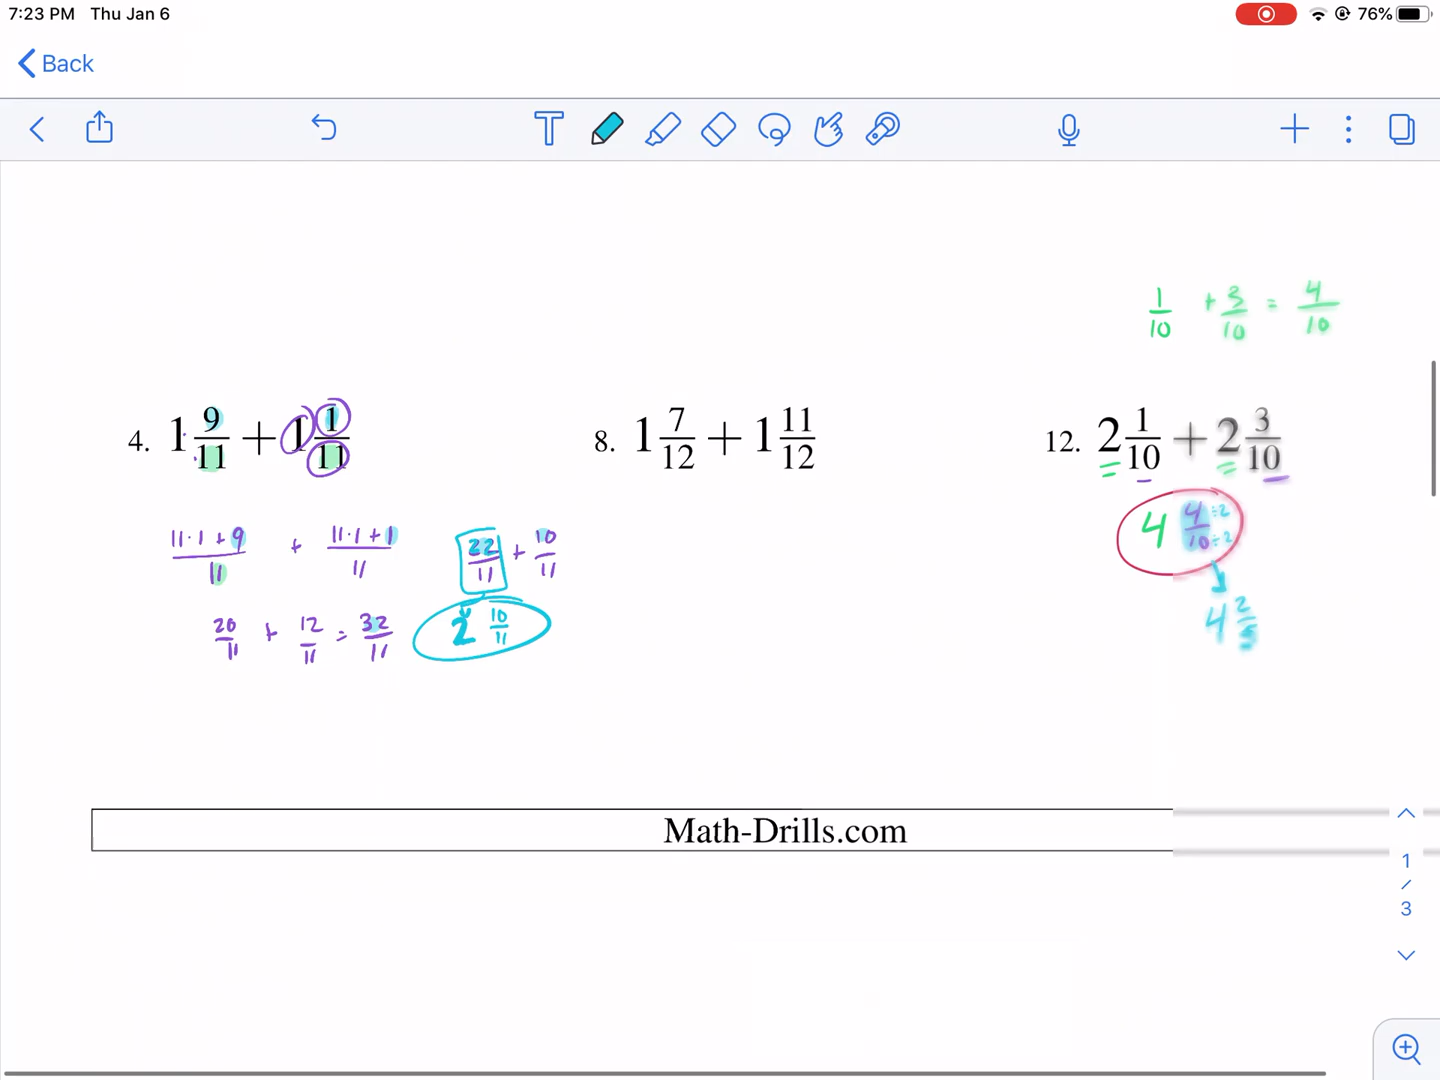 7:23 PM Thu Jan 6
76%
Back
T
1/10 + 3/10 = 4/10
4. 1 9/11 + 1 1/11
8. 1 7/12 + 1 11/12
12. 2 1/10 + 2 3/10
(11·1+9)/11 + (11·1+1)/11
22/11 + 10/11
4 4/10 ÷2 ÷2
20/11 + 12/11 = 32/11
2 10/11
4 2/5
Math-Drills.com
1
/
3